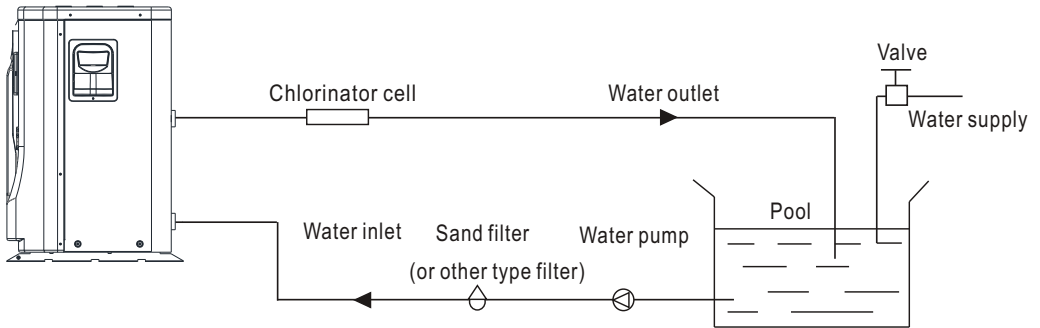 Valve
Chlorinator cell
Water outlet
Water supply
Pool
Water inlet
Sand filter
(or other type filter)
Water pump